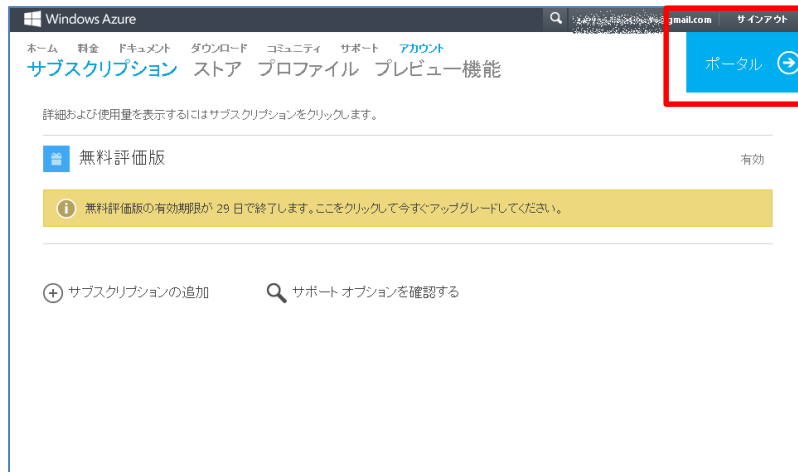 Windows Azure
gmail.com サインアウト
ホーム 料金 ドキュメント ダウンロード コミュニティ サポート アカウント
サブスクリプション ストア プロファイル プレビュー機能
ポータル
詳細および使用量を表示するにはサブスクリプションをクリックします。
無料評価版
有効
無料評価版の有効期限が 29 日で終了します。ここをクリックして今すぐアップグレードしてください。
サブスクリプションの追加
サポート オプションを確認する